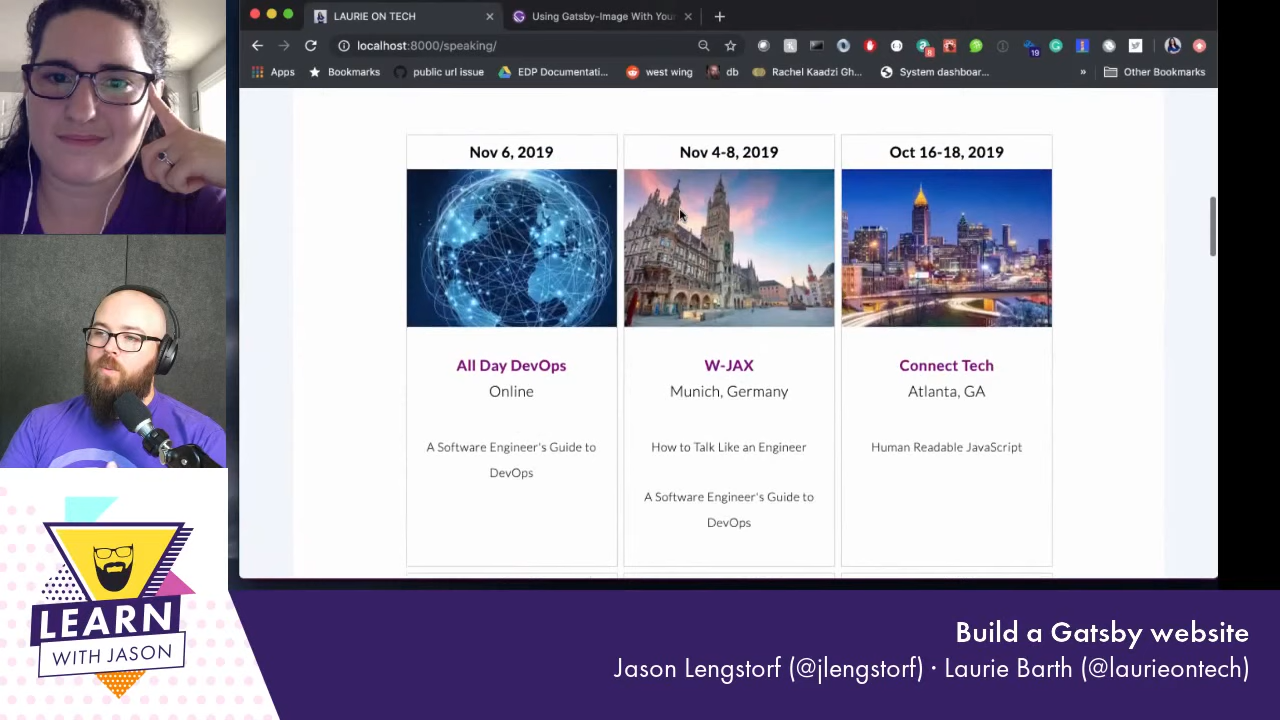 LAURIE ON TECH
Using Gatsby-Image With You
localhost:8000/speaking/
8
19
Apps
Bookmarks
public url issue
EDP Documentati...
west wing
db
Rachel Kaadzi Gh...
System dashboar...
»
Other Bookmarks
Nov 6, 2019
Nov 4-8, 2019
Oct 16-18, 2019
All Day DevOps
W-JAX
Connect Tech
Online
Munich, Germany
Atlanta, GA
A Software Engineer's Guide to
DevOps
How to Talk Like an Engineer
A Software Engineer's Guide to
DevOps
Human Readable JavaScript
LEARN
WITH JASON
Build a Gatsby website
Jason Lengstorf (@jlengstorf) · Laurie Barth (@laurieontech)